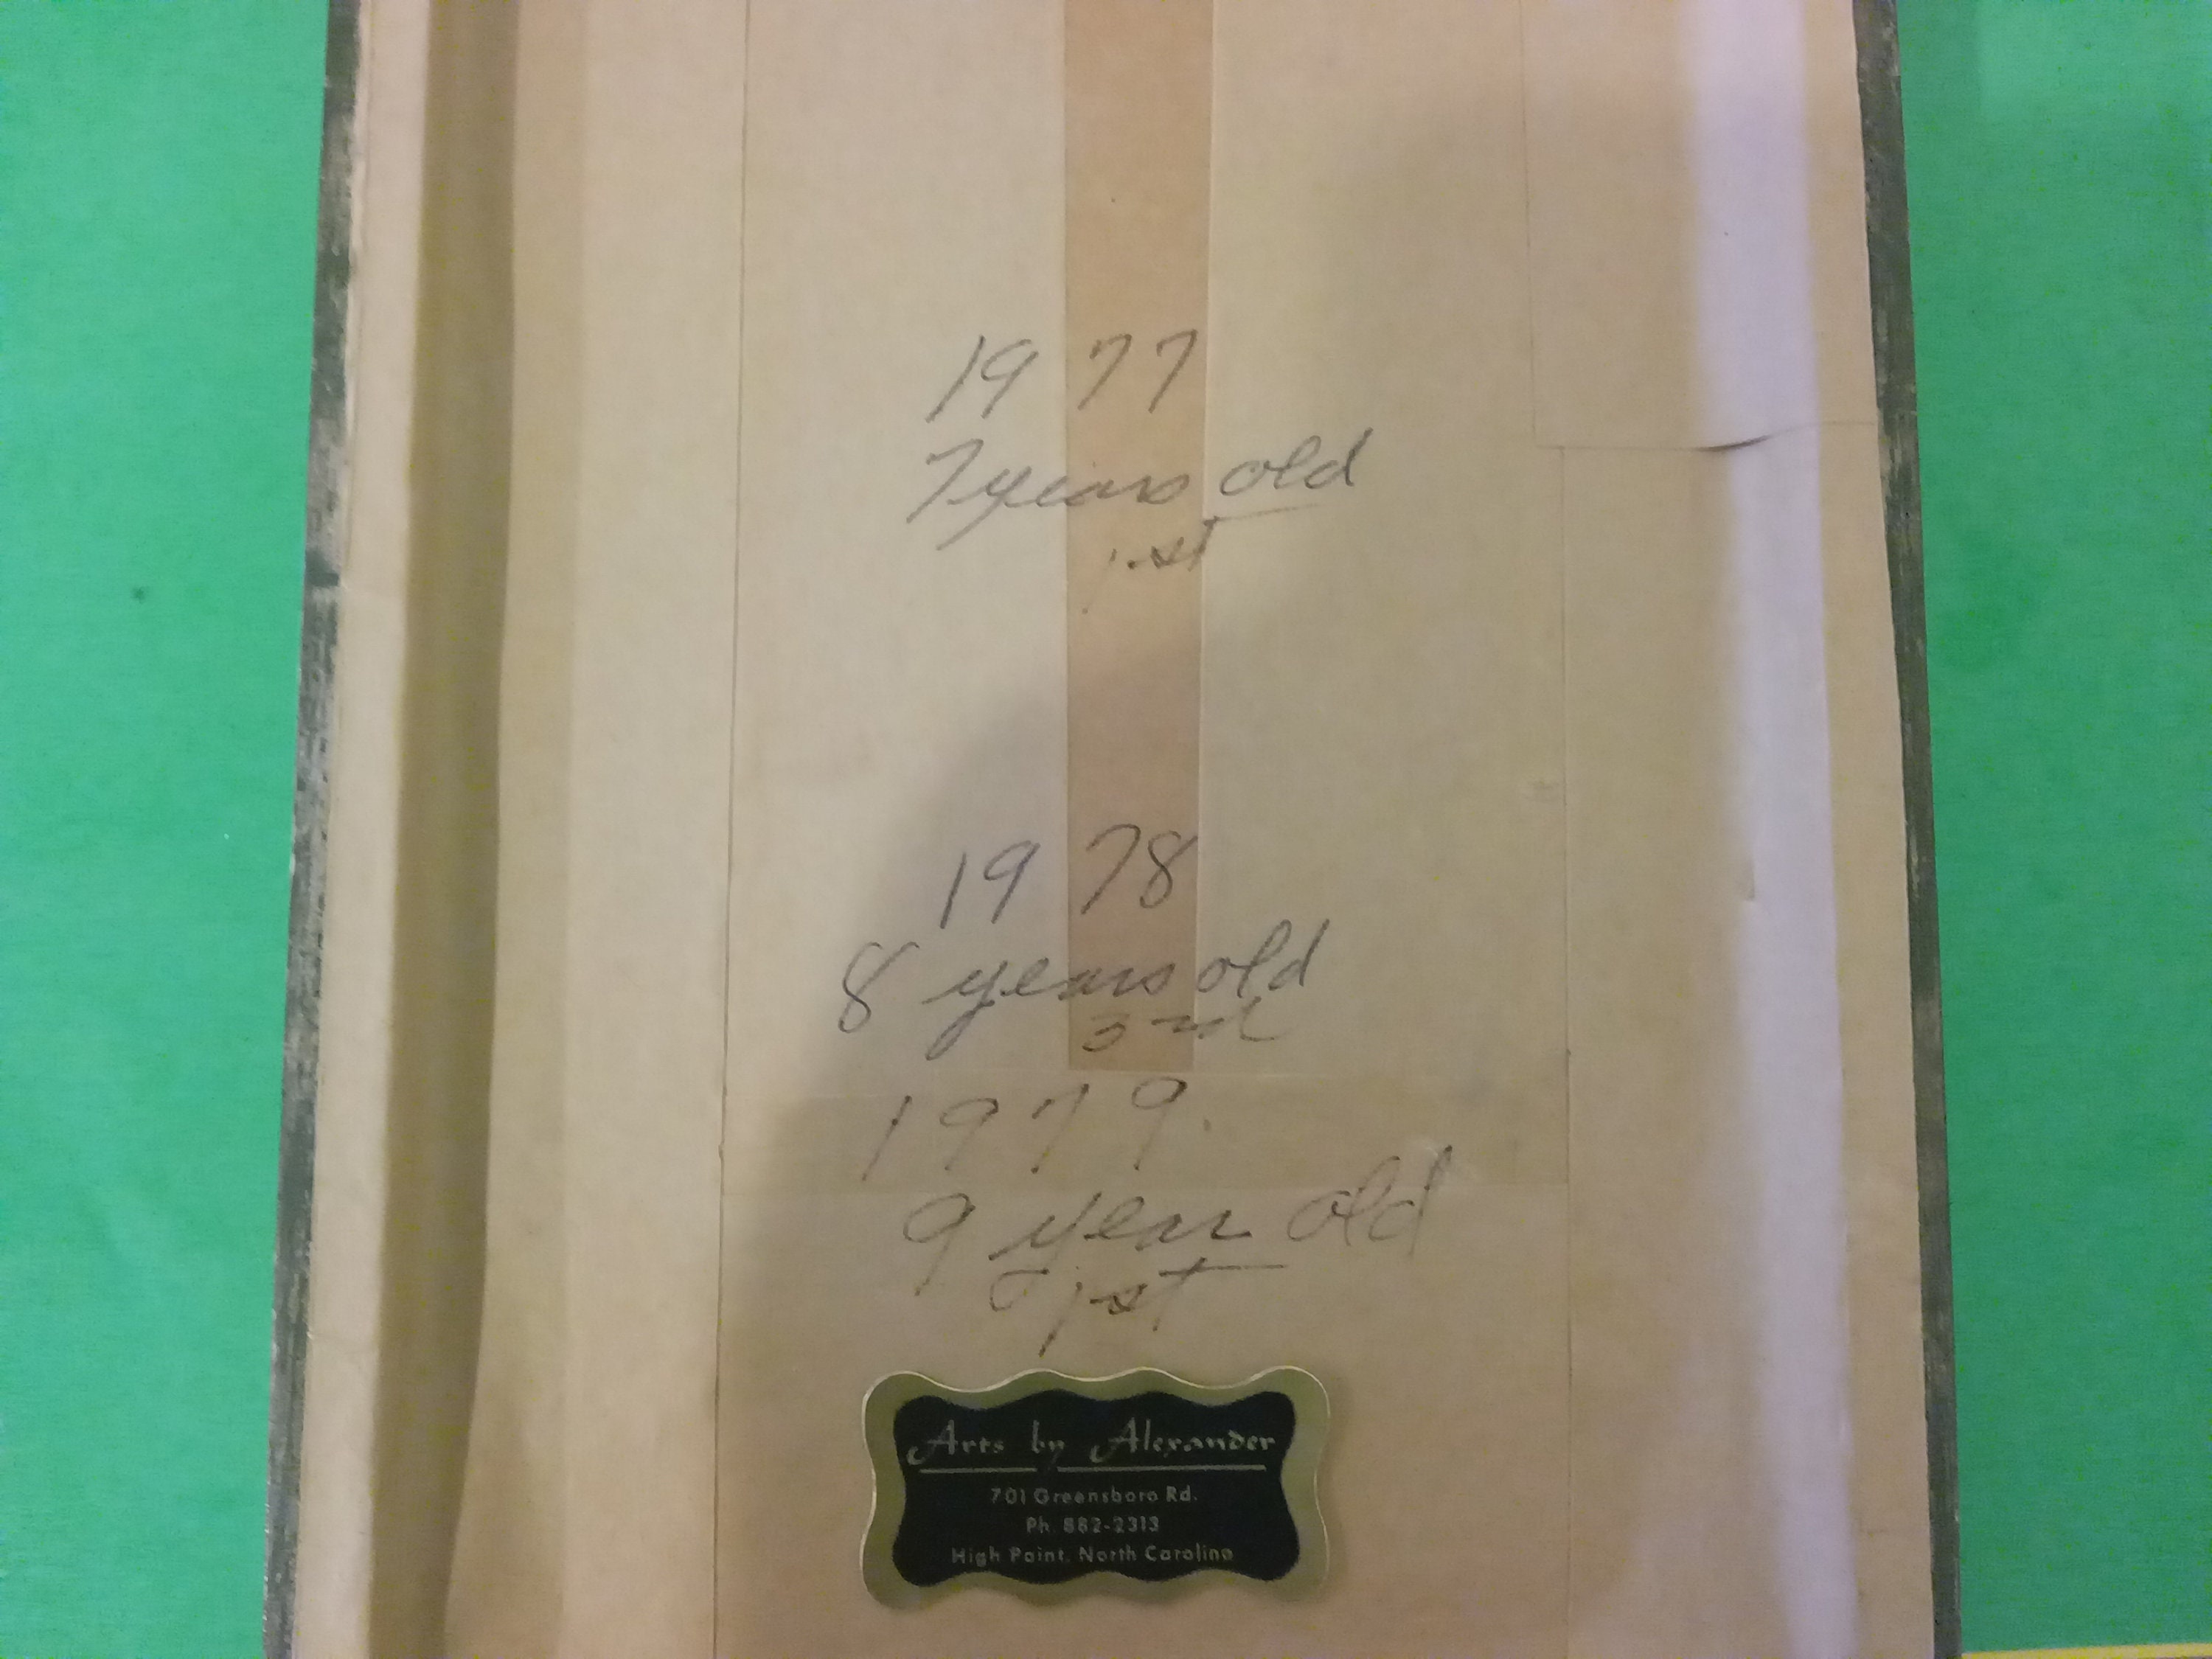 1977
7 years old
1st
1978
8 years old
3rd
1979.
9 year old
1st
Arts by Alexander
701 Greensboro Rd.
Ph. 882-2313
High Point, North Carolina